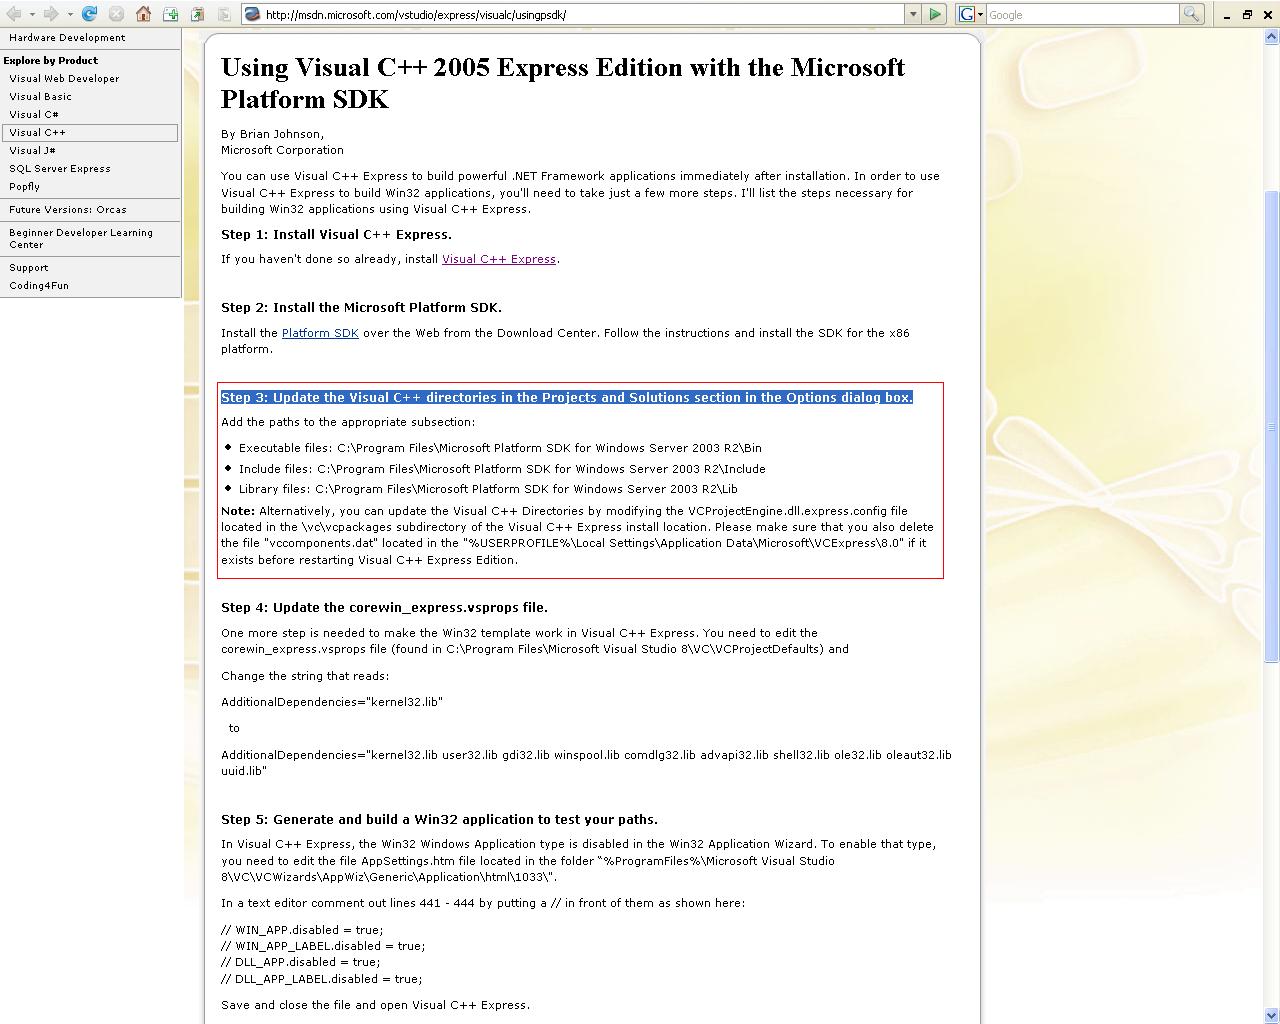 http://msdn.microsoft.com/vstudio/express/visualc/usingpsdk/
G
Google
Hardware Development
Explore by Product
Visual Web Developer
Visual Basic
Visual C#
Visual C++
Visual J#
SQL Server Express
Popfly
Future Versions: Orcas
Beginner Developer Learning
Center
Support
Coding4Fun
Using Visual C++ 2005 Express Edition with the Microsoft
Platform SDK
By Brian Johnson,
Microsoft Corporation
You can use Visual C++ Express to build powerful .NET Framework applications immediately after installation. In order to use
Visual C++ Express to build Win32 applications, you'll need to take just a few more steps. I'll list the steps necessary for
building Win32 applications using Visual C++ Express.
Step 1: Install Visual C++ Express.
If you haven't done so already, install Visual C++ Express.
Step 2: Install the Microsoft Platform SDK.
Install the Platform SDK over the Web from the Download Center. Follow the instructions and install the SDK for the x86
platform.
Step 3: Update the Visual C++ directories in the Projects and Solutions section in the Options dialog box.
Add the paths to the appropriate subsection:
• Executable files: C:\Program Files\Microsoft Platform SDK for Windows Server 2003 R2\Bin
• Include files: C:\Program Files\Microsoft Platform SDK for Windows Server 2003 R2\Include
• Library files: C:\Program Files\Microsoft Platform SDK for Windows Server 2003 R2\Lib
Note: Alternatively, you can update the Visual C++ Directories by modifying the VCProjectEngine.dll.express.config file
located in the \vc\vcpackages subdirectory of the Visual C++ Express install location. Please make sure that you also delete
the file "vccomponents.dat" located in the "%USERPROFILE%\Local Settings\Application Data\Microsoft\VCExpress\8.0" if it
exists before restarting Visual C++ Express Edition.
Step 4: Update the corewin_express.vsprops file.
One more step is needed to make the Win32 template work in Visual C++ Express. You need to edit the
corewin_express.vsprops file (found in C:\Program Files\Microsoft Visual Studio 8\VC\VCProjectDefaults) and
Change the string that reads:
AdditionalDependencies="kernel32.lib"
to
AdditionalDependencies="kernel32.lib user32.lib gdi32.lib winspool.lib comdlg32.lib advapi32.lib shell32.lib ole32.lib oleaut32.lib
uuid.lib"
Step 5: Generate and build a Win32 application to test your paths.
In Visual C++ Express, the Win32 Windows Application type is disabled in the Win32 Application Wizard. To enable that type,
you need to edit the file AppSettings.htm file located in the folder "%ProgramFiles%\Microsoft Visual Studio
8\VC\VCWizards\AppWiz\Generic\Application\html\1033\".
In a text editor comment out lines 441 - 444 by putting a // in front of them as shown here:
// WIN_APP.disabled = true;
// WIN_APP_LABEL.disabled = true;
// DLL_APP.disabled = true;
// DLL_APP_LABEL.disabled = true;
Save and close the file and open Visual C++ Express.